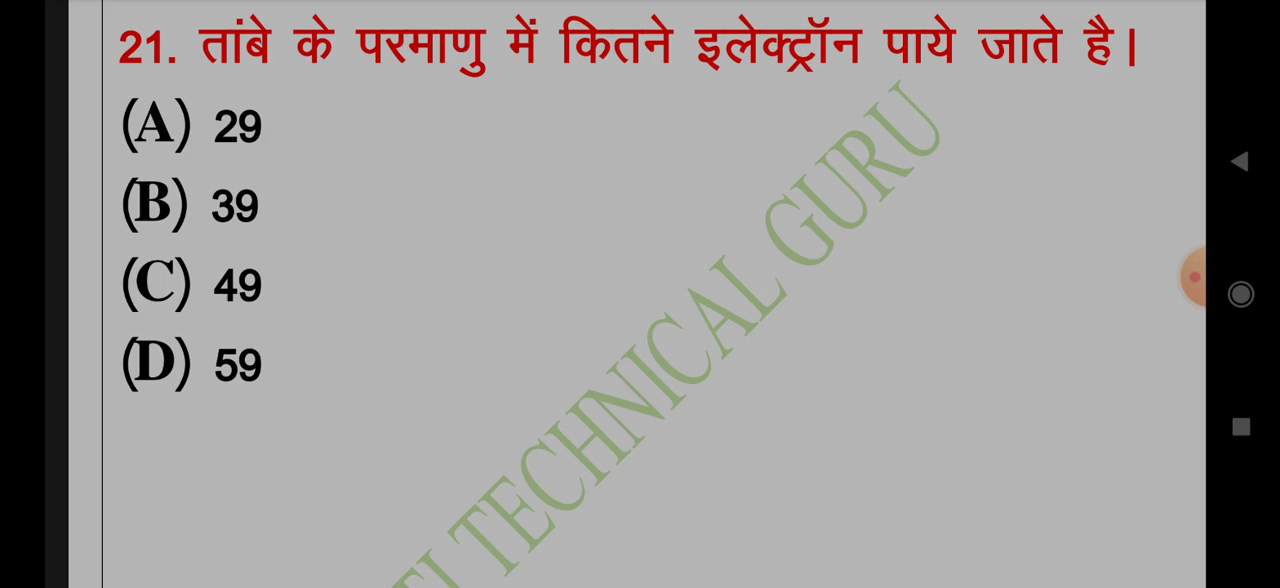 21. तांबे के परमाणु में कितने इलेक्ट्रॉन पाये जाते है।
(A) 29
(B) 39
(C) 49
(D) 59
TECHNICAL GURU